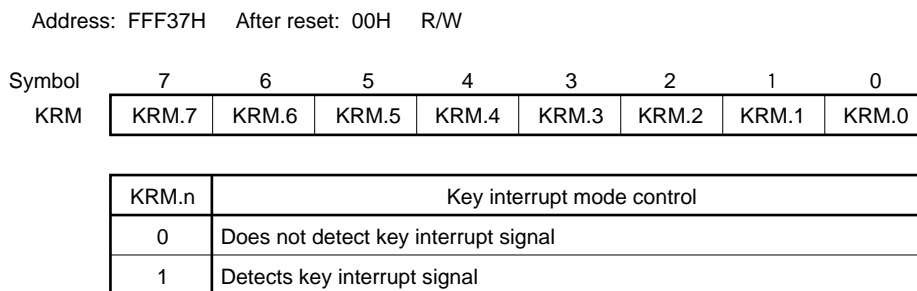 Address: FFF37H After reset: 00H R/W
Symbol 7 6 5 4 3 2 1 0
KRM KRM.7 KRM.6 KRM.5 KRM.4 KRM.3 KRM.2 KRM.1 KRM.0
KRM.n Key interrupt mode control
0 Does not detect key interrupt signal
1 Detects key interrupt signal